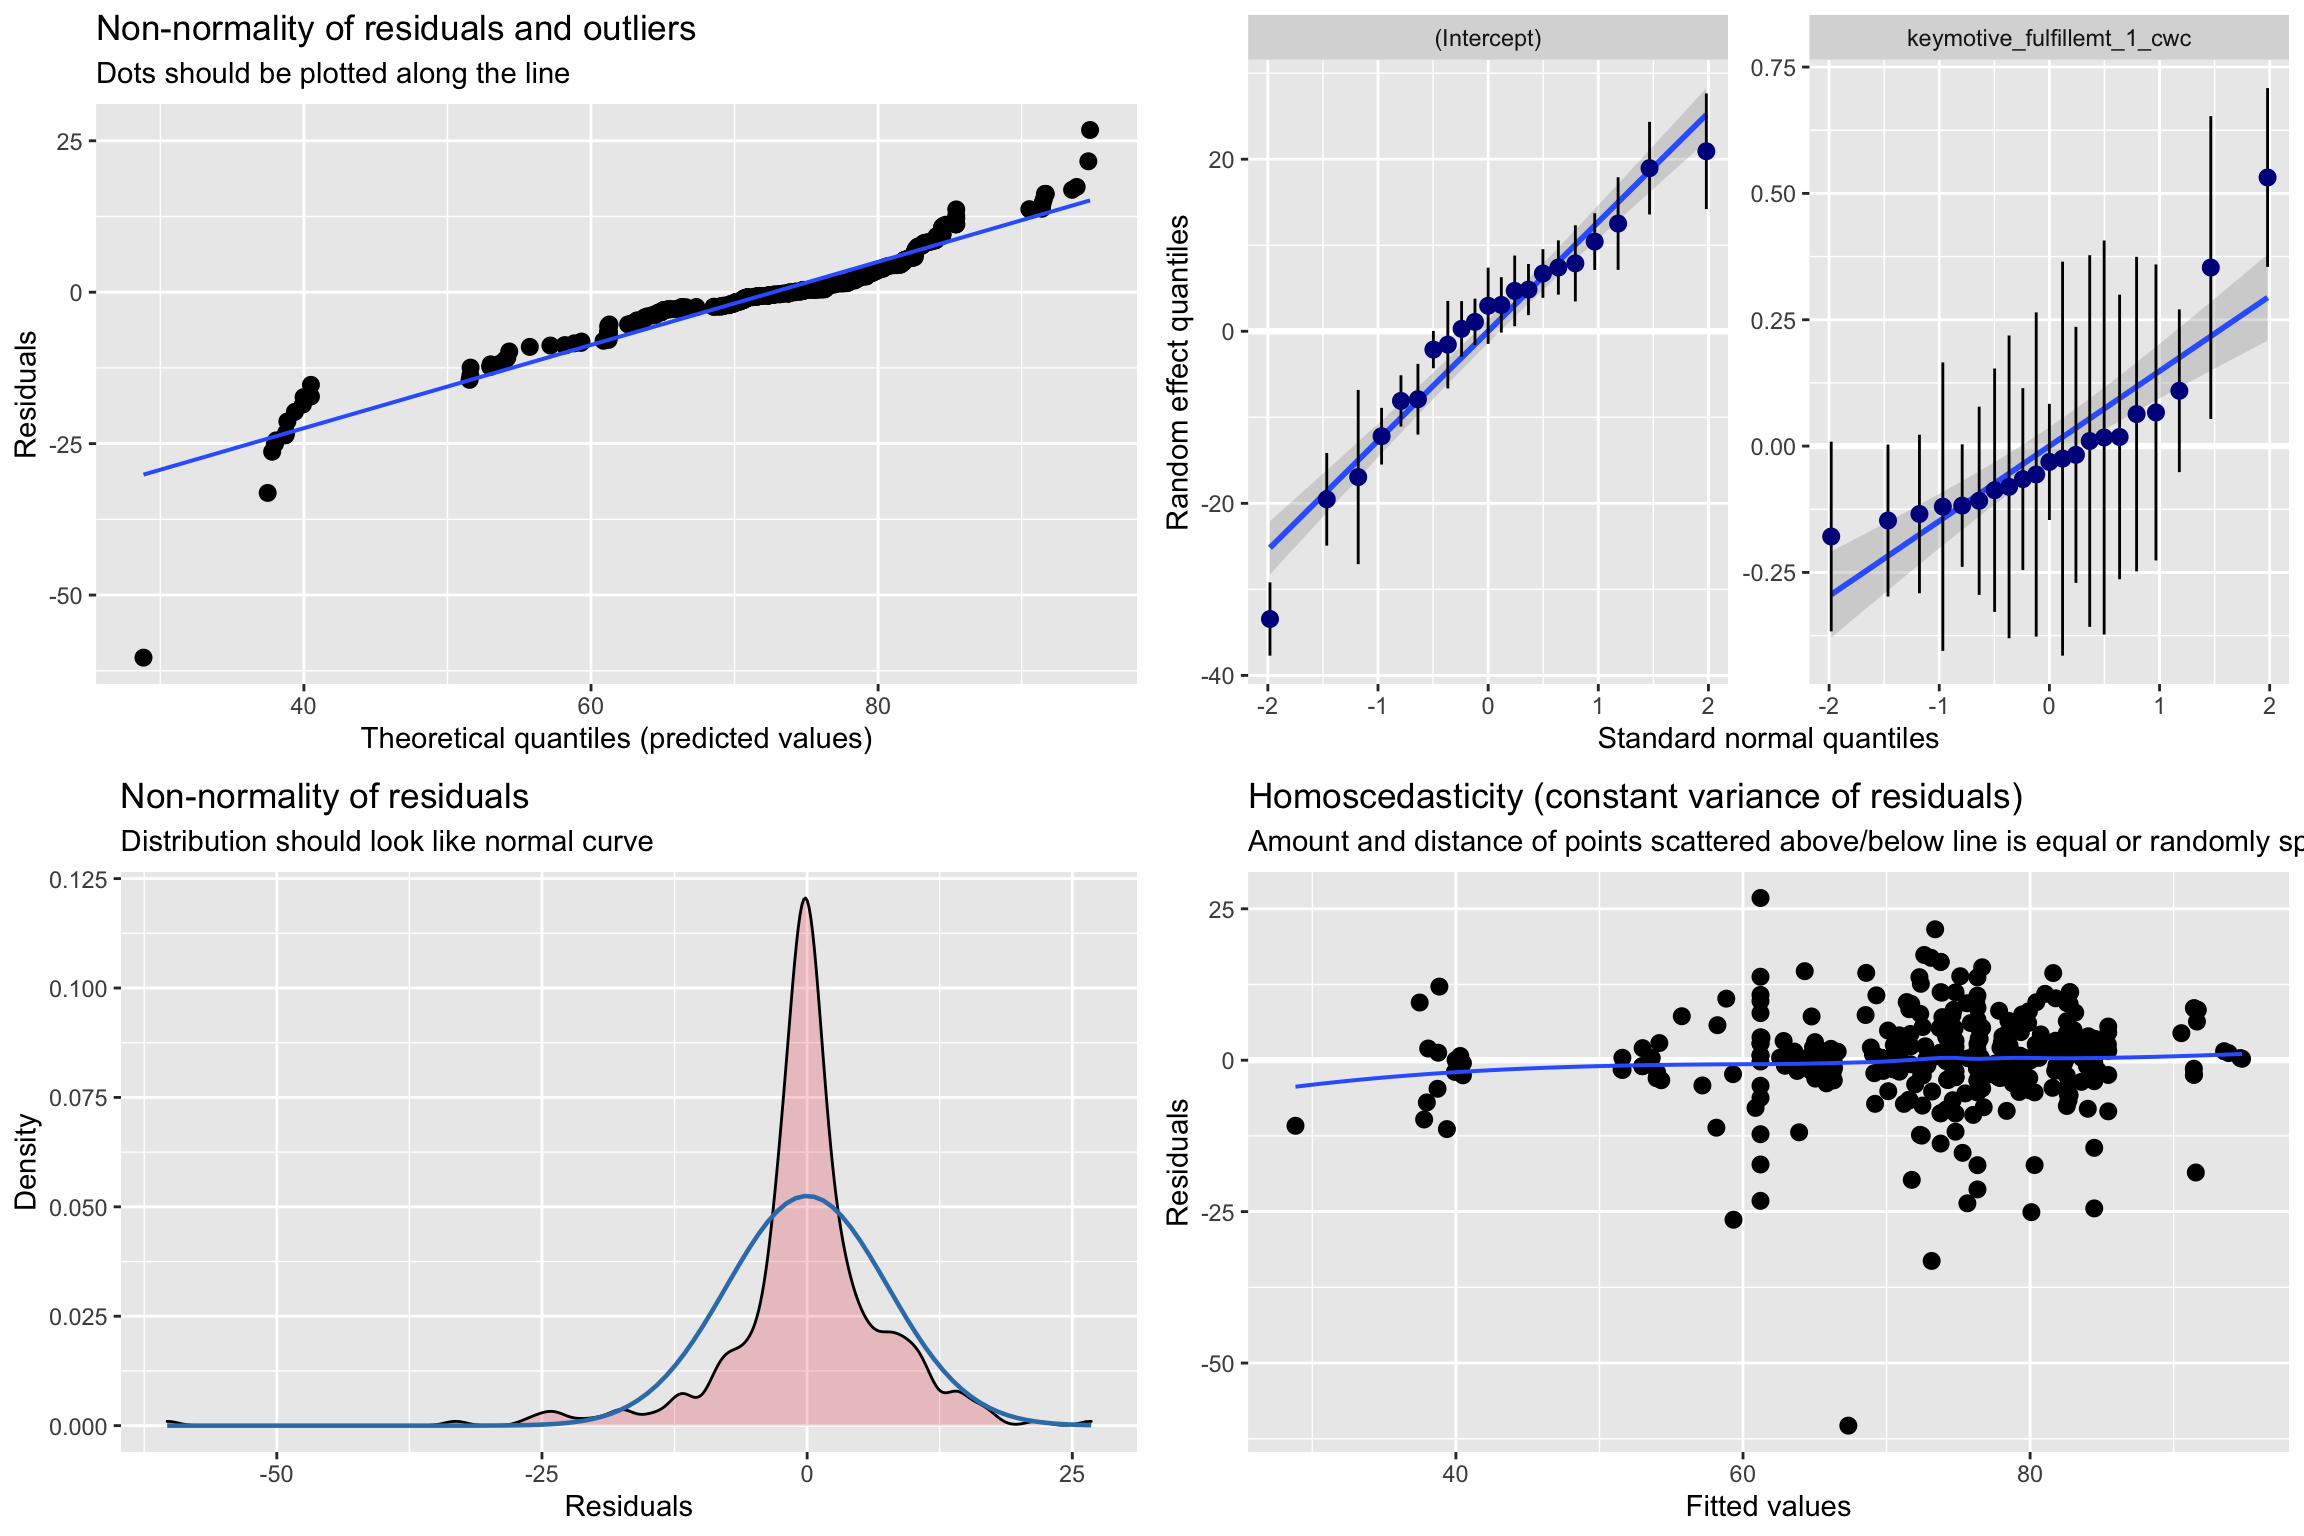 Non-normality of residuals and outliers
Dots should be plotted along the line
25
0
-25
-50
Residuals
40 60 80
Theoretical quantiles (predicted values)
(Intercept)
keymotive_fulfillemt_1_cwc
20
0
-20
-40
Random effect quantiles
0.75
0.50
0.25
0.00
-0.25
-2 -1 0 1 2
-2 -1 0 1 2
Standard normal quantiles
Non-normality of residuals
Distribution should look like normal curve
0.125
0.100
0.075
0.050
0.025
0.000
Density
-50 -25 0 25
Residuals
Homoscedasticity (constant variance of residuals)
Amount and distance of points scattered above/below line is equal or randomly sp
25
0
-25
-50
Residuals
40 60 80
Fitted values